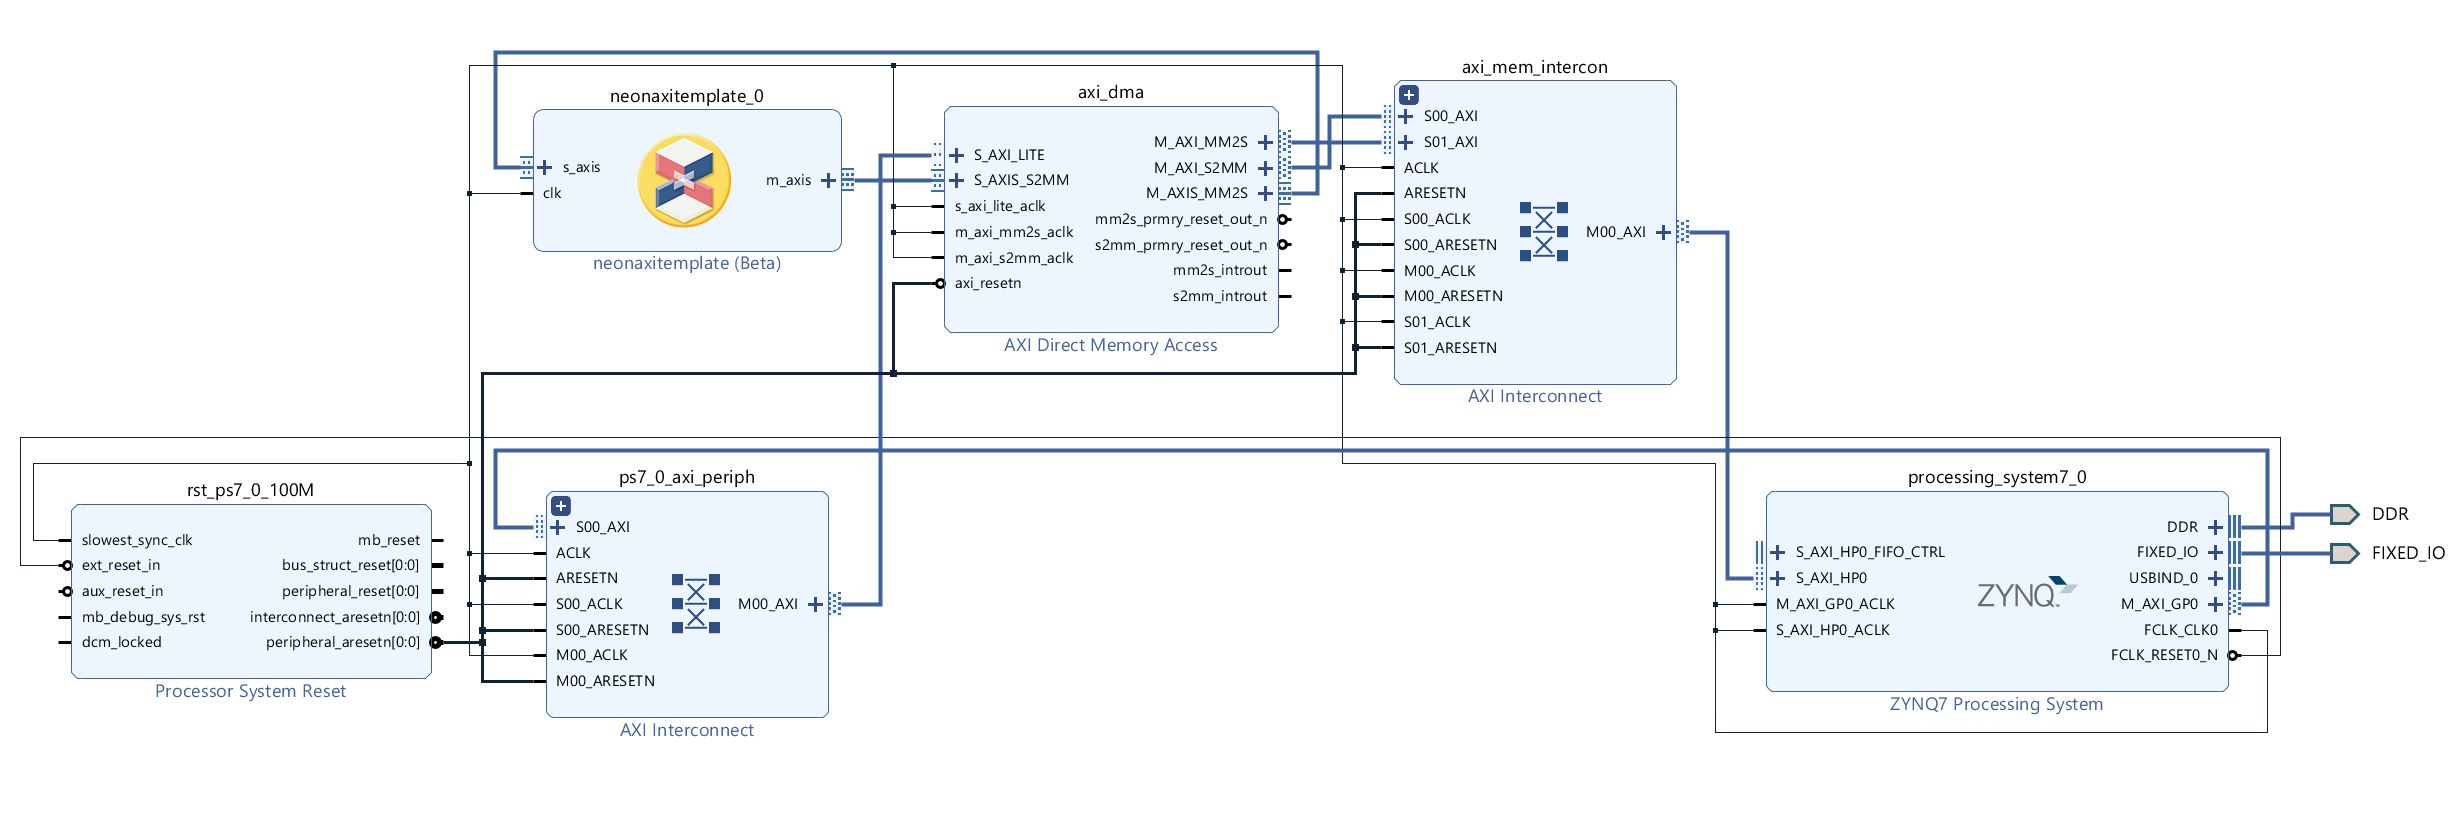 neonaxitemplate_0
s_axis
clk
m_axis
neonaxitemplate (Beta)
axi_dma
S_AXI_LITE
S_AXIS_S2MM
s_axi_lite_aclk
m_axi_mm2s_aclk
m_axi_s2mm_aclk
axi_resetn
M_AXI_MM2S
M_AXI_S2MM
M_AXIS_MM2S
mm2s_prmry_reset_out_n
s2mm_prmry_reset_out_n
mm2s_introut
s2mm_introut
AXI Direct Memory Access
axi_mem_intercon
S00_AXI
S01_AXI
ACLK
ARESETN
S00_ACLK
S00_ARESETN
M00_ACLK
M00_ARESETN
S01_ACLK
S01_ARESETN
M00_AXI
AXI Interconnect
rst_ps7_0_100M
slowest_sync_clk
ext_reset_in
aux_reset_in
mb_debug_sys_rst
dcm_locked
mb_reset
bus_struct_reset[0:0]
peripheral_reset[0:0]
interconnect_aresetn[0:0]
peripheral_aresetn[0:0]
Processor System Reset
ps7_0_axi_periph
S00_AXI
ACLK
ARESETN
S00_ACLK
S00_ARESETN
M00_ACLK
M00_ARESETN
M00_AXI
AXI Interconnect
processing_system7_0
S_AXI_HP0_FIFO_CTRL
S_AXI_HP0
M_AXI_GP0_ACLK
S_AXI_HP0_ACLK
ZYNQ
DDR
FIXED_IO
USBIND_0
M_AXI_GP0
FCLK_CLK0
FCLK_RESET0_N
ZYNQ7 Processing System
DDR
FIXED_IO